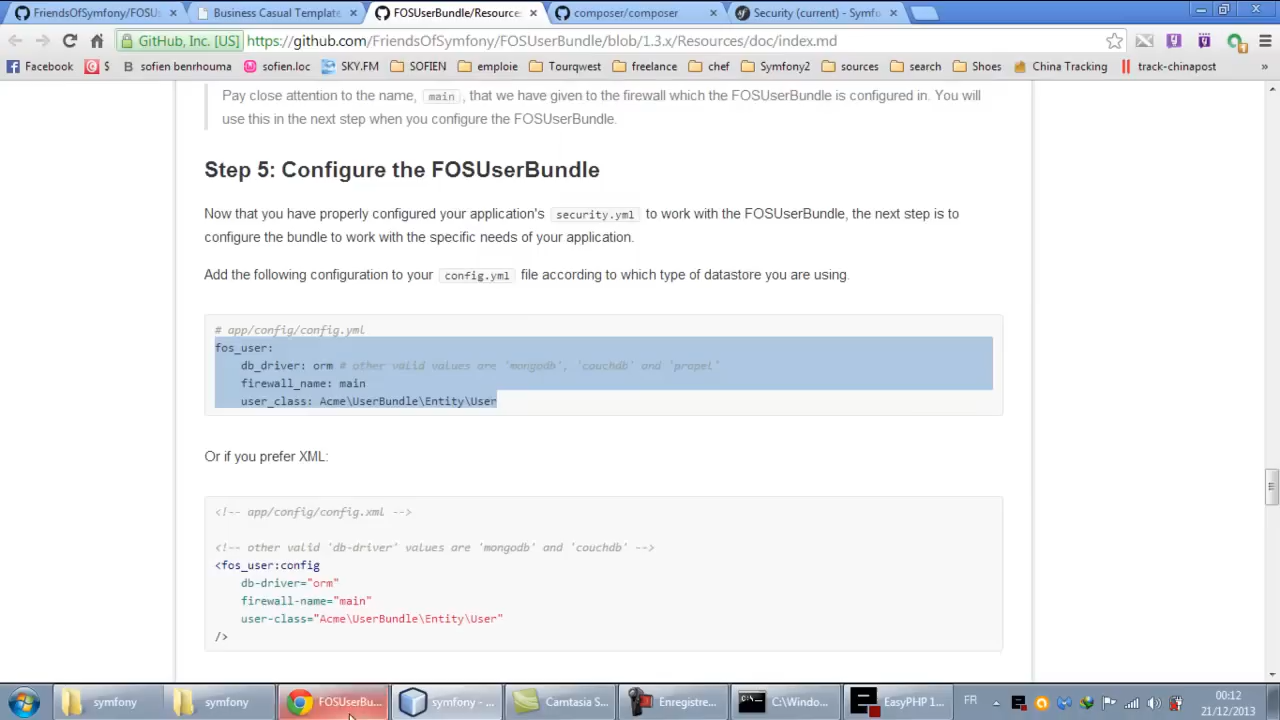 FriendsOfSymfony/FOSUs
Business Casual Template
FOSUserBundle/Resources
composer/composer
Security (current) - Symfo
GitHub, Inc. [US]
https://github.com/FriendsOfSymfony/FOSUserBundle/blob/1.3.x/Resources/doc/index.md
Facebook
$
sofien benrhouma
sofien.loc
SKY.FM
SOFIEN
emploie
Tourqwest
freelance
chef
Symfony2
sources
search
Shoes
China Tracking
track-chinapost
»
Pay close attention to the name, main, that we have given to the firewall which the FOSUserBundle is configured in. You will
use this in the next step when you configure the FOSUserBundle.
Step 5: Configure the FOSUserBundle
Now that you have properly configured your application's security.yml to work with the FOSUserBundle, the next step is to
configure the bundle to work with the specific needs of your application.
Add the following configuration to your config.yml file according to which type of datastore you are using.
# app/config/config.yml
fos_user:
db_driver: orm # other valid values are 'mongodb', 'couchdb' and 'propel'
firewall_name: main
user_class: Acme\UserBundle\Entity\User
Or if you prefer XML:
<!-- app/config/config.xml -->
<!-- other valid 'db-driver' values are 'mongodb' and 'couchdb' -->
<fos_user:config
db-driver="orm"
firewall-name="main"
user-class="Acme\UserBundle\Entity\User"
/>
symfony
symfony
FOSUserBu...
symfony - ...
Camtasia S...
Enregistre...
C:\Windo...
EasyPHP 1...
FR
00:12
21/12/2013